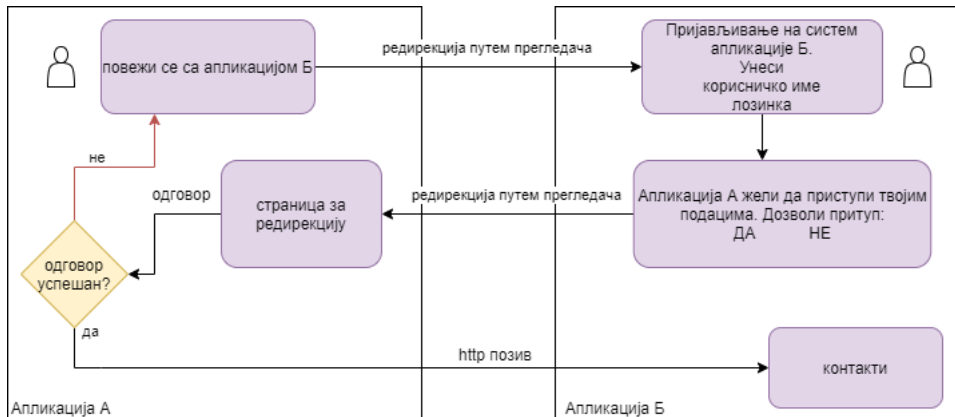 повежи се са апликацијом Б
редирекција путем прегледача
Пријављивање на систем
апликације Б.
Унеси
корисничко име
лозинка
не
одговор
страница за
редирекцију
редирекција путем прегледача
Апликација А жели да приступи твојим
подацима. Дозволи притуп:
ДА НЕ
одговор
успешан?
да
http позив
контакти
Апликација А
Апликација Б